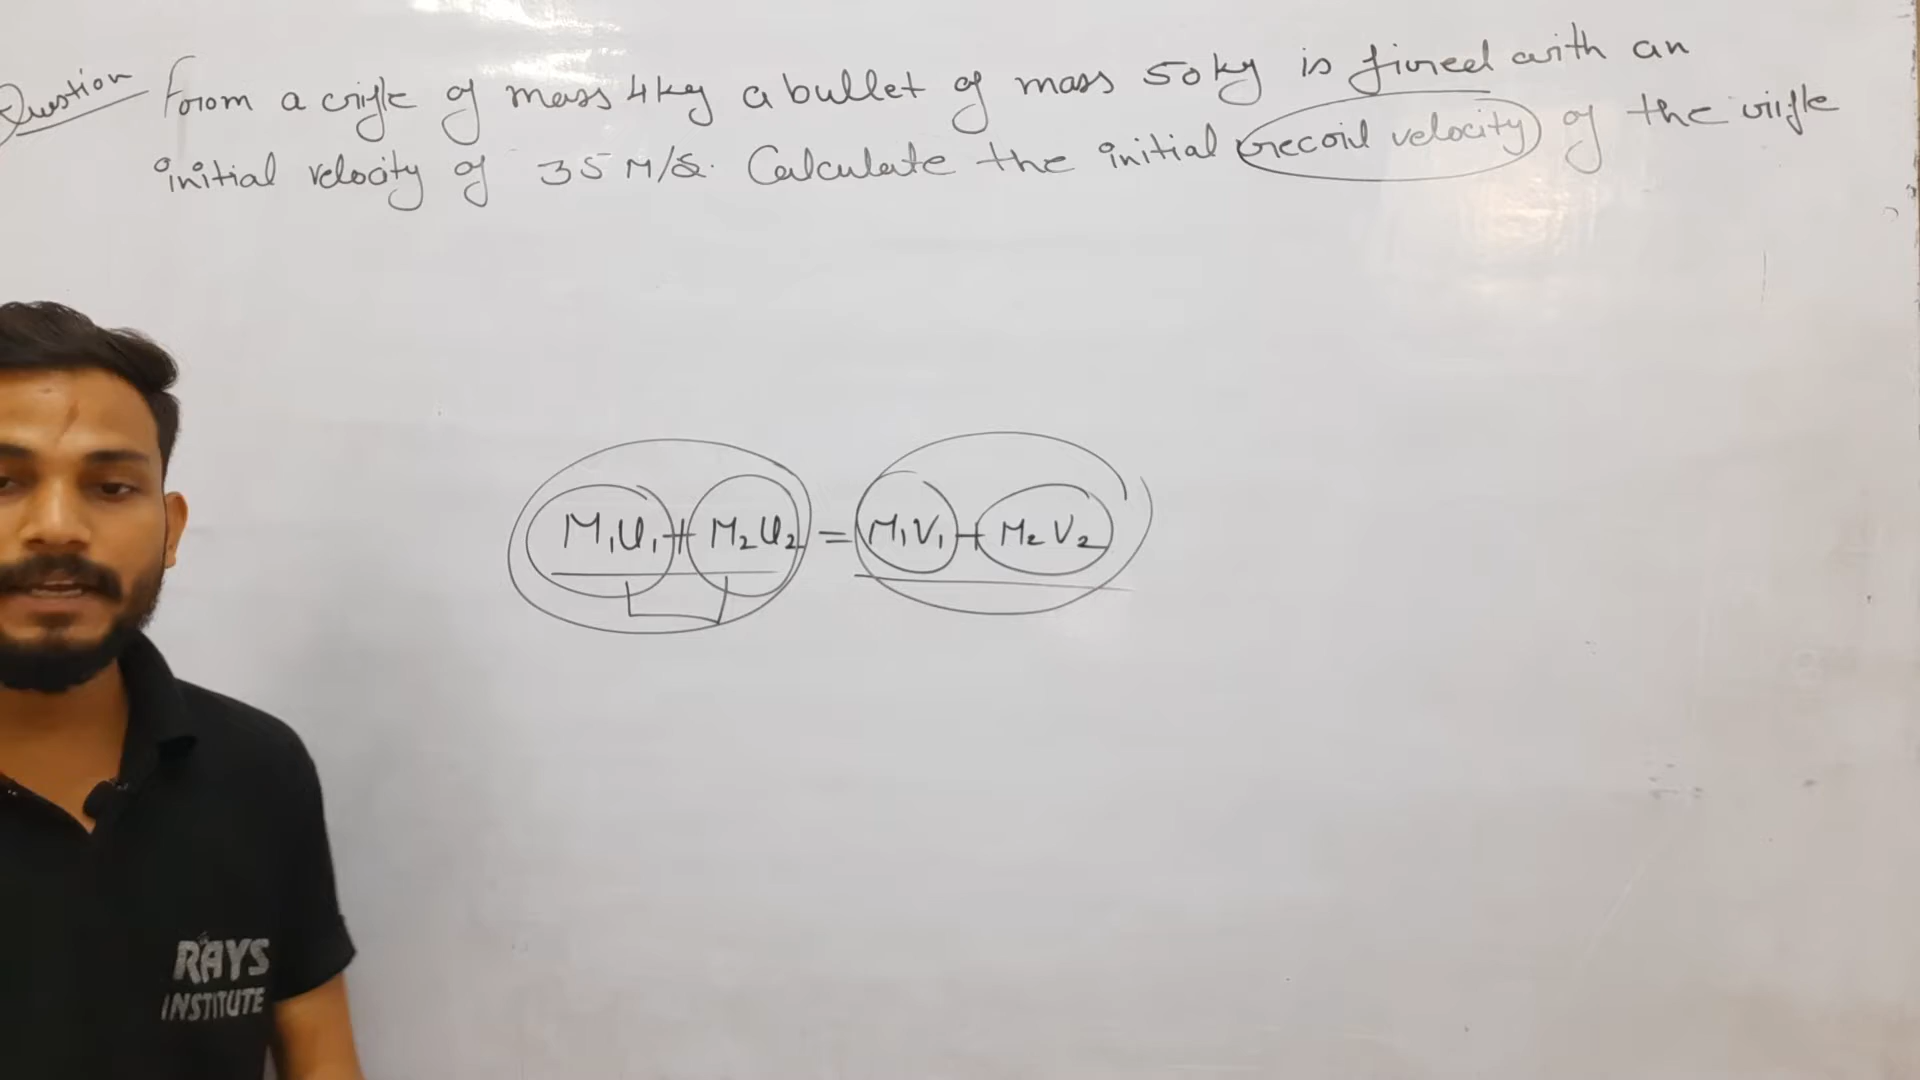 Question From a rifle of mass 4kg a bullet of mass 50kg is fired with an
initial velocity of 35 M/S. Calculate the initial recoil velocity of the rifle
M₁U₁ + M₂U₂ = M₁V₁ + M₂V₂
RAYS
INSTITUTE